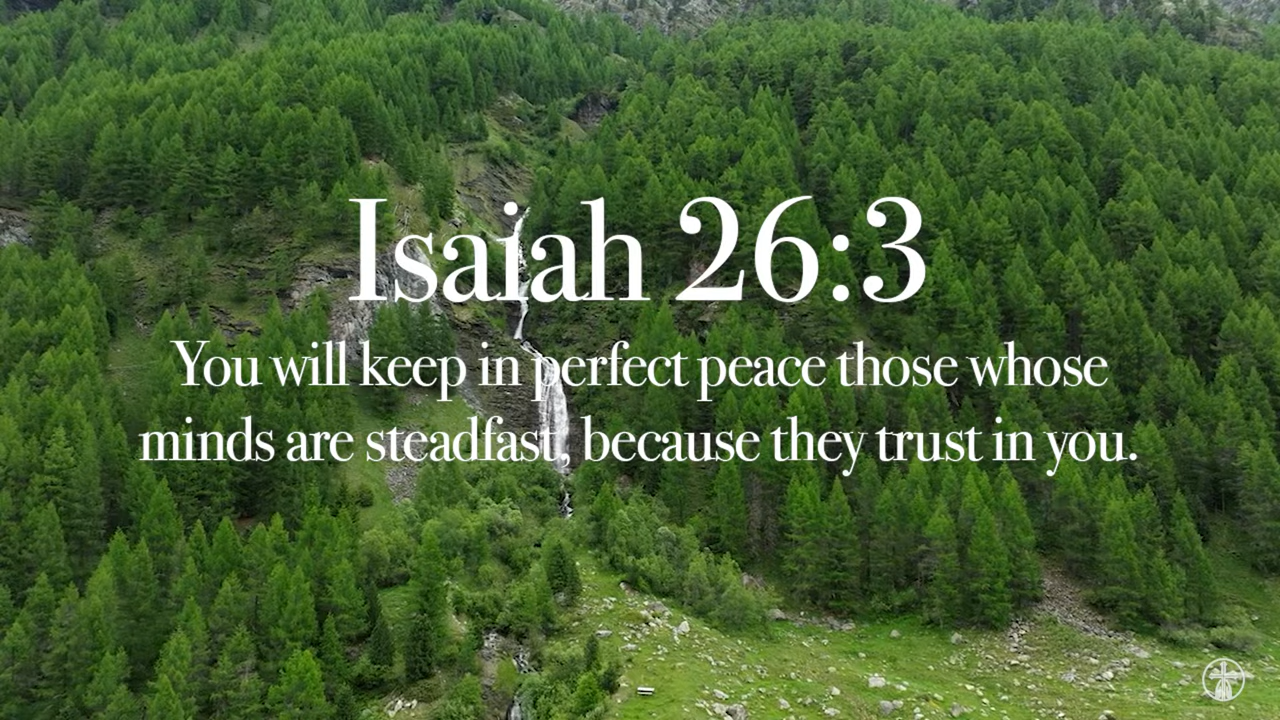 Isaiah 26:3
You will keep in perfect peace those whose
minds are steadfast, because they trust in you.